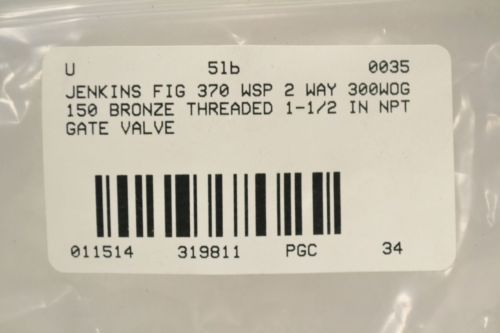 U 5lb 0035
JENKINS FIG 370 WSP 2 WAY 300WOG
150 BRONZE THREADED 1-1/2 IN NPT
GATE VALVE
011514 319811 PGC 34